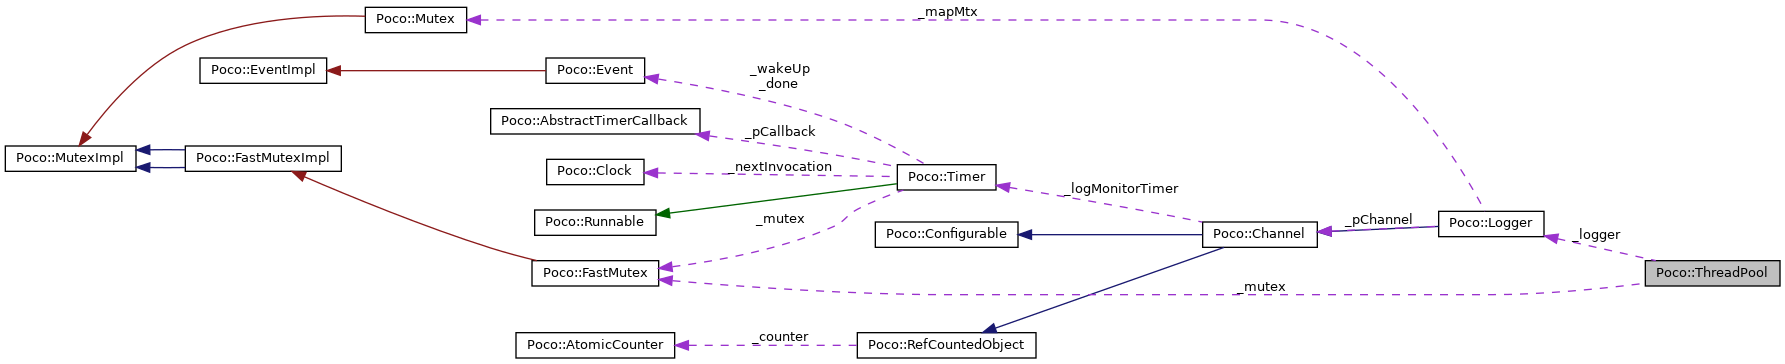 Poco::Mutex
_mapMtx
Poco::EventImpl
Poco::Event
_wakeUp
_done
Poco::AbstractTimerCallback
_pCallback
Poco::MutexImpl
Poco::FastMutexImpl
Poco::Clock
_nextInvocation
Poco::Timer
_logMonitorTimer
Poco::Runnable
_mutex
Poco::Configurable
Poco::Channel
_pChannel
Poco::Logger
_logger
Poco::FastMutex
Poco::ThreadPool
_mutex
Poco::AtomicCounter
_counter
Poco::RefCountedObject